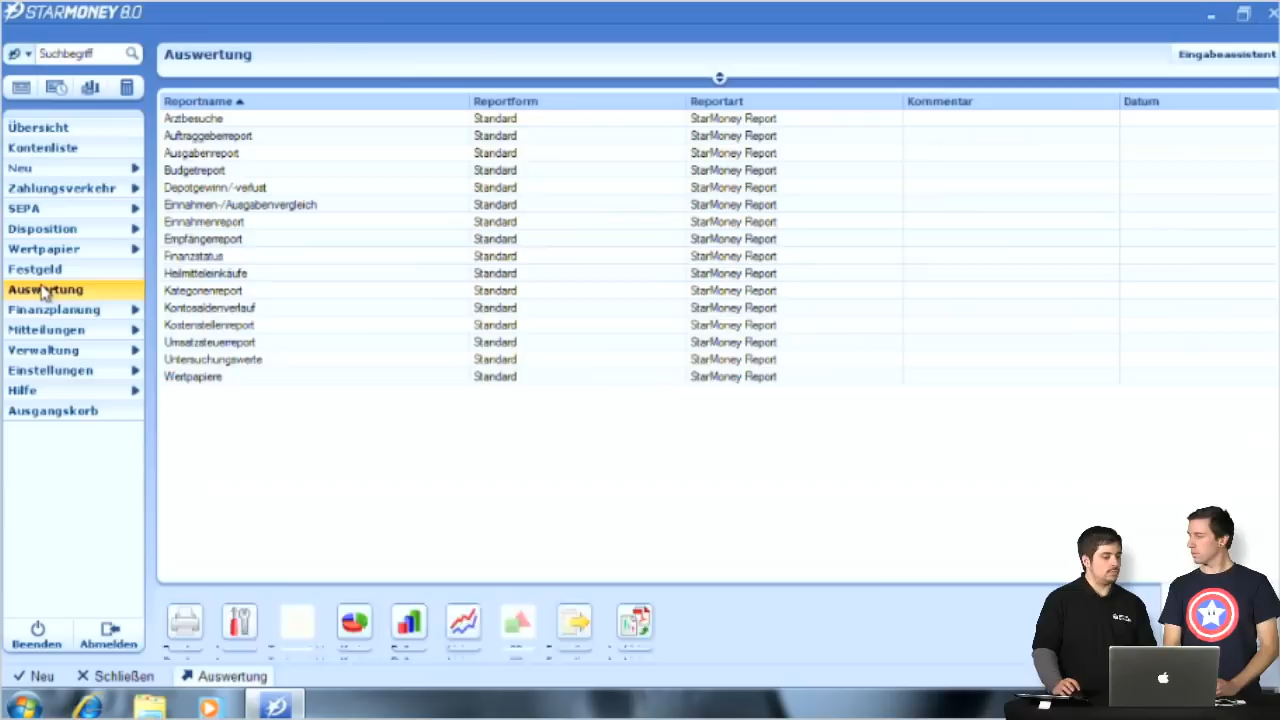 STARMONEY 8.0
Suchbegriff
Auswertung
Eingabeassistent
Reportname Reportform Reportart Kommentar Datum
Arztbesuche Standard StarMoney Report
Auftraggeberreport Standard StarMoney Report
Ausgabenreport Standard StarMoney Report
Budgetreport Standard StarMoney Report
Depotgewinn/-verlust Standard StarMoney Report
Einnahmen-/Ausgabenvergleich Standard StarMoney Report
Einnahmenreport Standard StarMoney Report
Empfängerreport Standard StarMoney Report
Finanzstatus Standard StarMoney Report
Heilmitteleinkäufe Standard StarMoney Report
Kategorienreport Standard StarMoney Report
Kontosaldenverlauf Standard StarMoney Report
Kostenstellenreport Standard StarMoney Report
Umsatzsteuerreport Standard StarMoney Report
Untersuchungswerte Standard StarMoney Report
Wertpapiere Standard StarMoney Report
Übersicht
Kontenliste
Neu
Zahlungsverkehr
SEPA
Disposition
Wertpapier
Festgeld
Auswertung
Finanzplanung
Mitteilungen
Verwaltung
Einstellungen
Hilfe
Ausgangskorb
Beenden Abmelden
Neu Schließen Auswertung